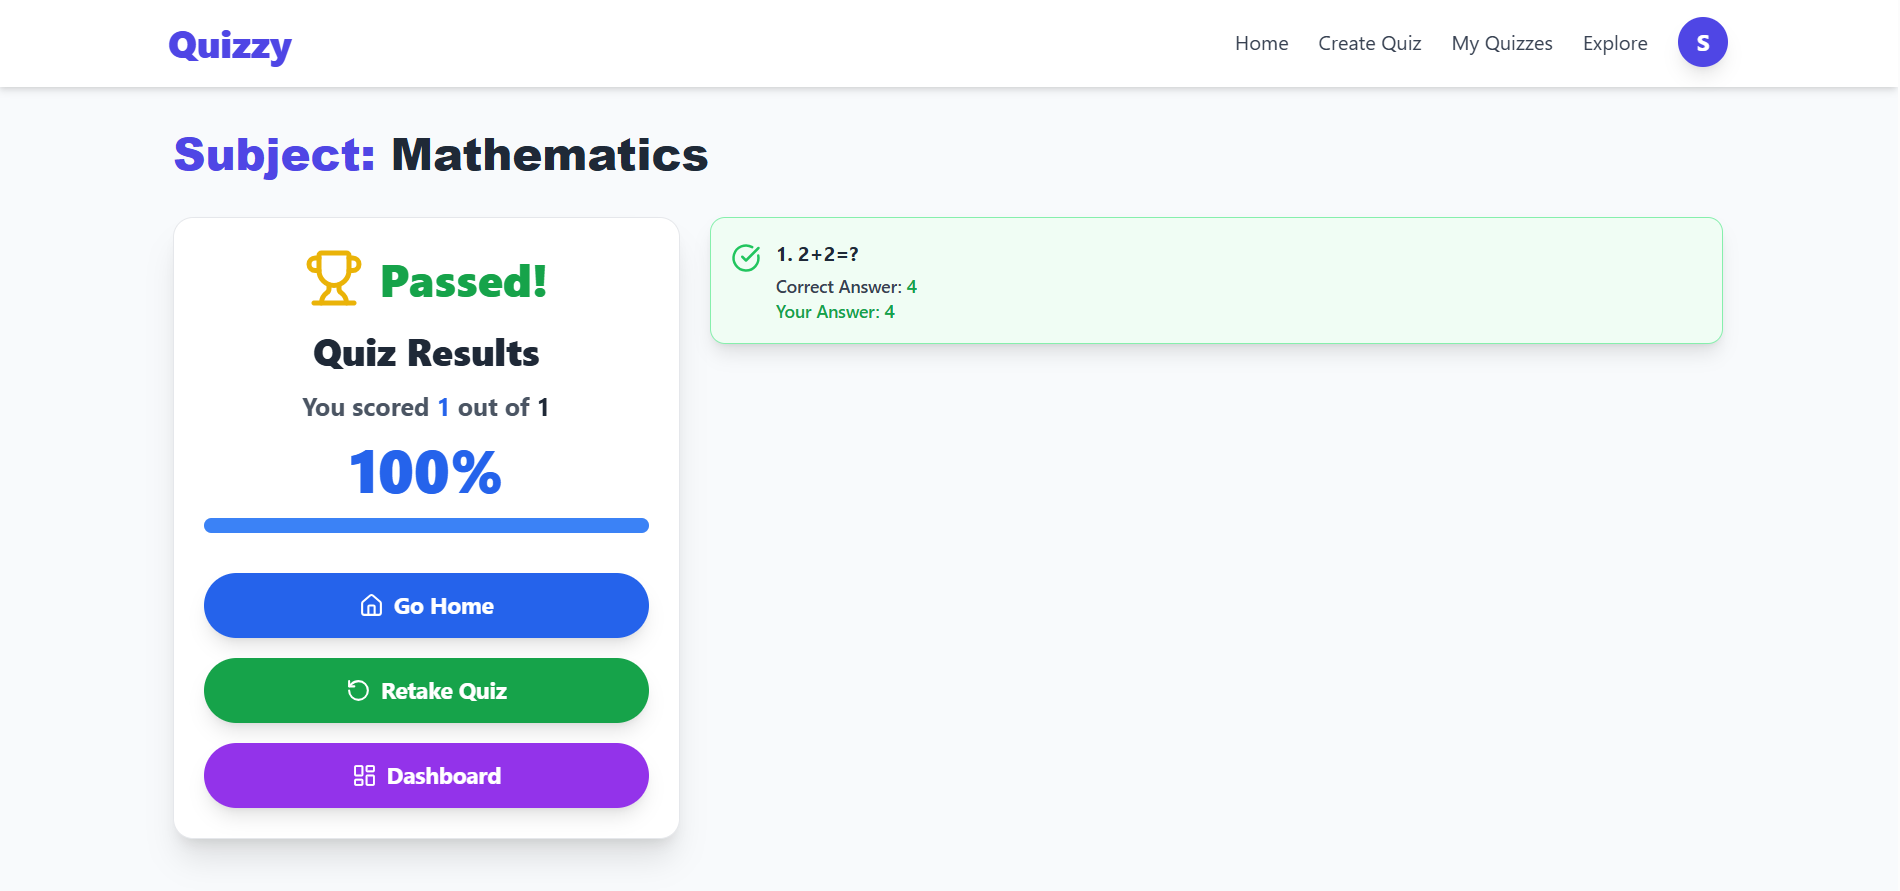 Quizzy
Home
Create Quiz
My Quizzes
Explore
S
Subject: Mathematics
Passed!
Quiz Results
You scored 1 out of 1
100%
Go Home
Retake Quiz
Dashboard
1. 2+2=?
Correct Answer: 4
Your Answer: 4